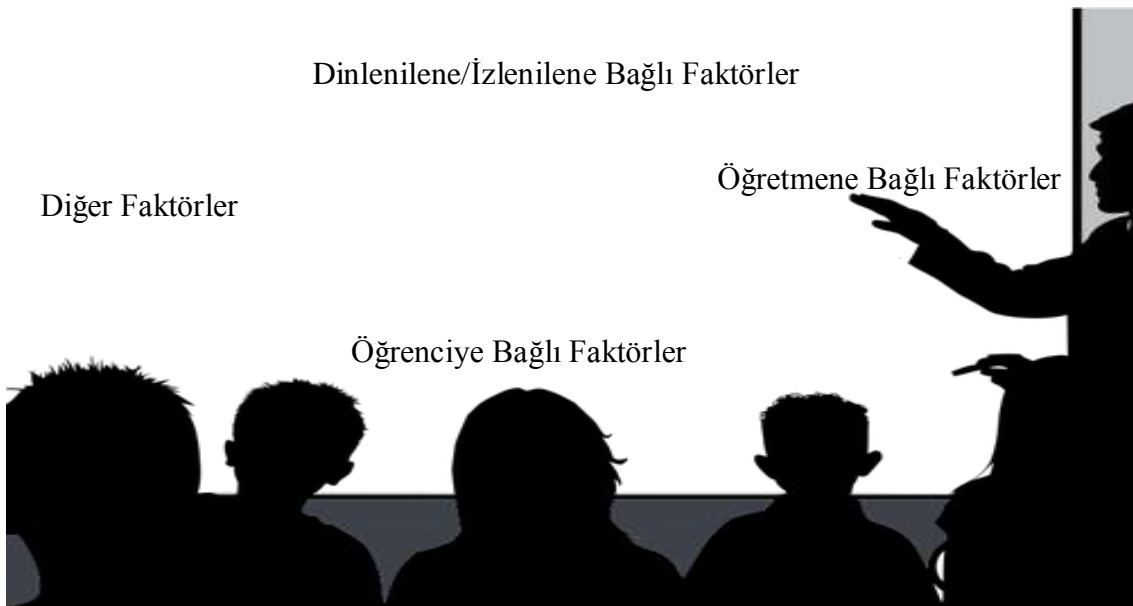 Dinlenilene/İzlenilene Bağlı Faktörler
Öğretmene Bağlı Faktörler
Diğer Faktörler
Öğrenciye Bağlı Faktörler